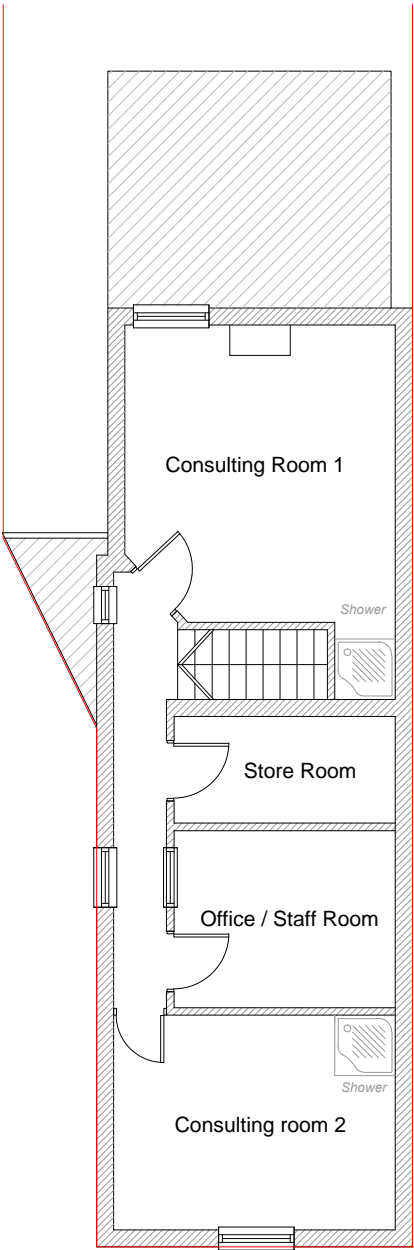 Consulting Room 1
Shower
Store Room
Office / Staff Room
Shower
Consulting room 2